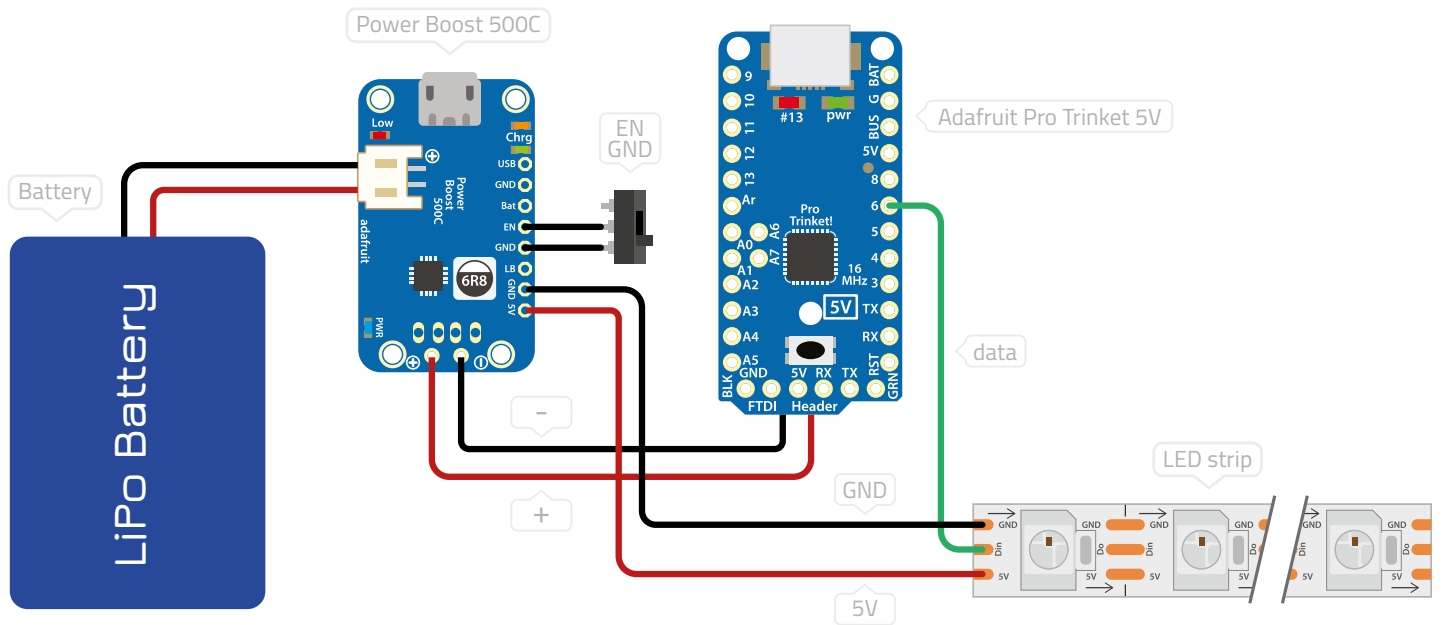 Power Boost 500C
Battery
LiPo Battery
Low
Chrg
USB
GND
Bat
EN
GND
LB
GND
5V
Power
Boost
500C
adafruit
6R8
PWR
EN
GND
-
+
Adafruit Pro Trinket 5V
9
10
11
12
13
Ar
A0
A1
A2
A3
A4
A5
A6
A7
#13
pwr
BAT
G
BUS
5V
8
6
5
4
3
TX
RX
RST
Pro
Trinket!
16
MHz
5V
BLK
GND
5V
RX
TX
GRN
FTDI
Header
data
GND
5V
LED strip
GND
Din
5V
GND
Do
5V
GND
Din
5V
GND
Do
5V
GND
Din
5V
GND
Do
5V